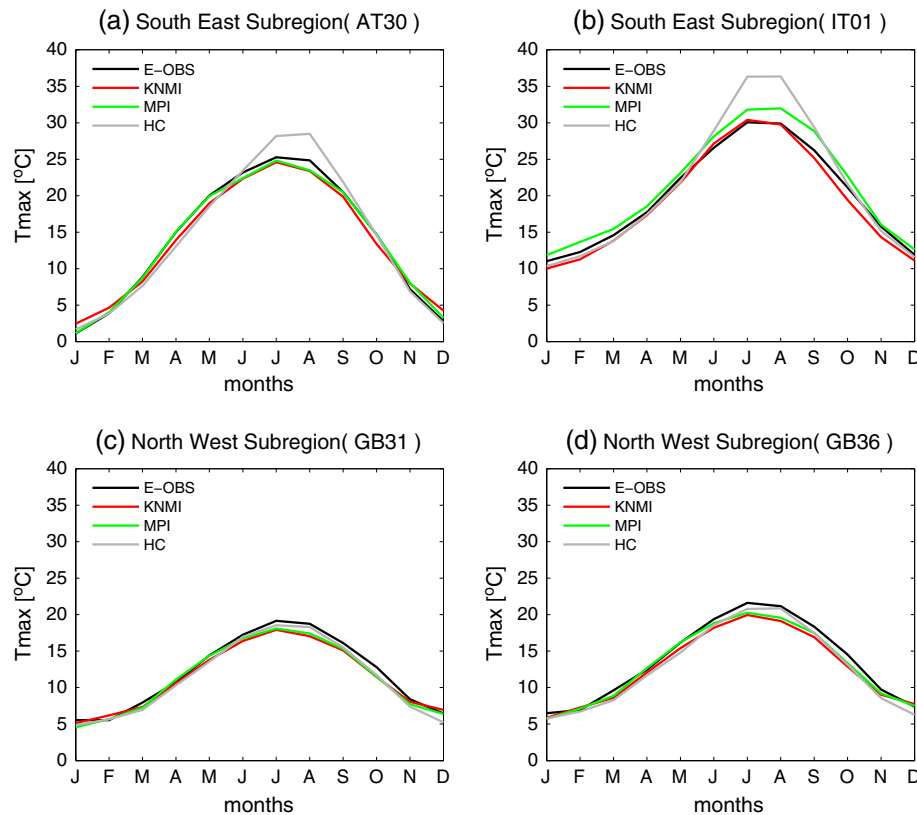 (a) South East Subregion( AT30 )
Tmax [°C]
40
35
30
25
20
15
10
5
0
E-OBS
KNMI
MPI
HC
J F M A M J J A S O N D
months
(b) South East Subregion( IT01 )
Tmax [°C]
40
35
30
25
20
15
10
5
0
E-OBS
KNMI
MPI
HC
J F M A M J J A S O N D
months
(c) North West Subregion( GB31 )
Tmax [°C]
40
35
30
25
20
15
10
5
0
E-OBS
KNMI
MPI
HC
J F M A M J J A S O N D
months
(d) North West Subregion( GB36 )
Tmax [°C]
40
35
30
25
20
15
10
5
0
E-OBS
KNMI
MPI
HC
J F M A M J J A S O N D
months